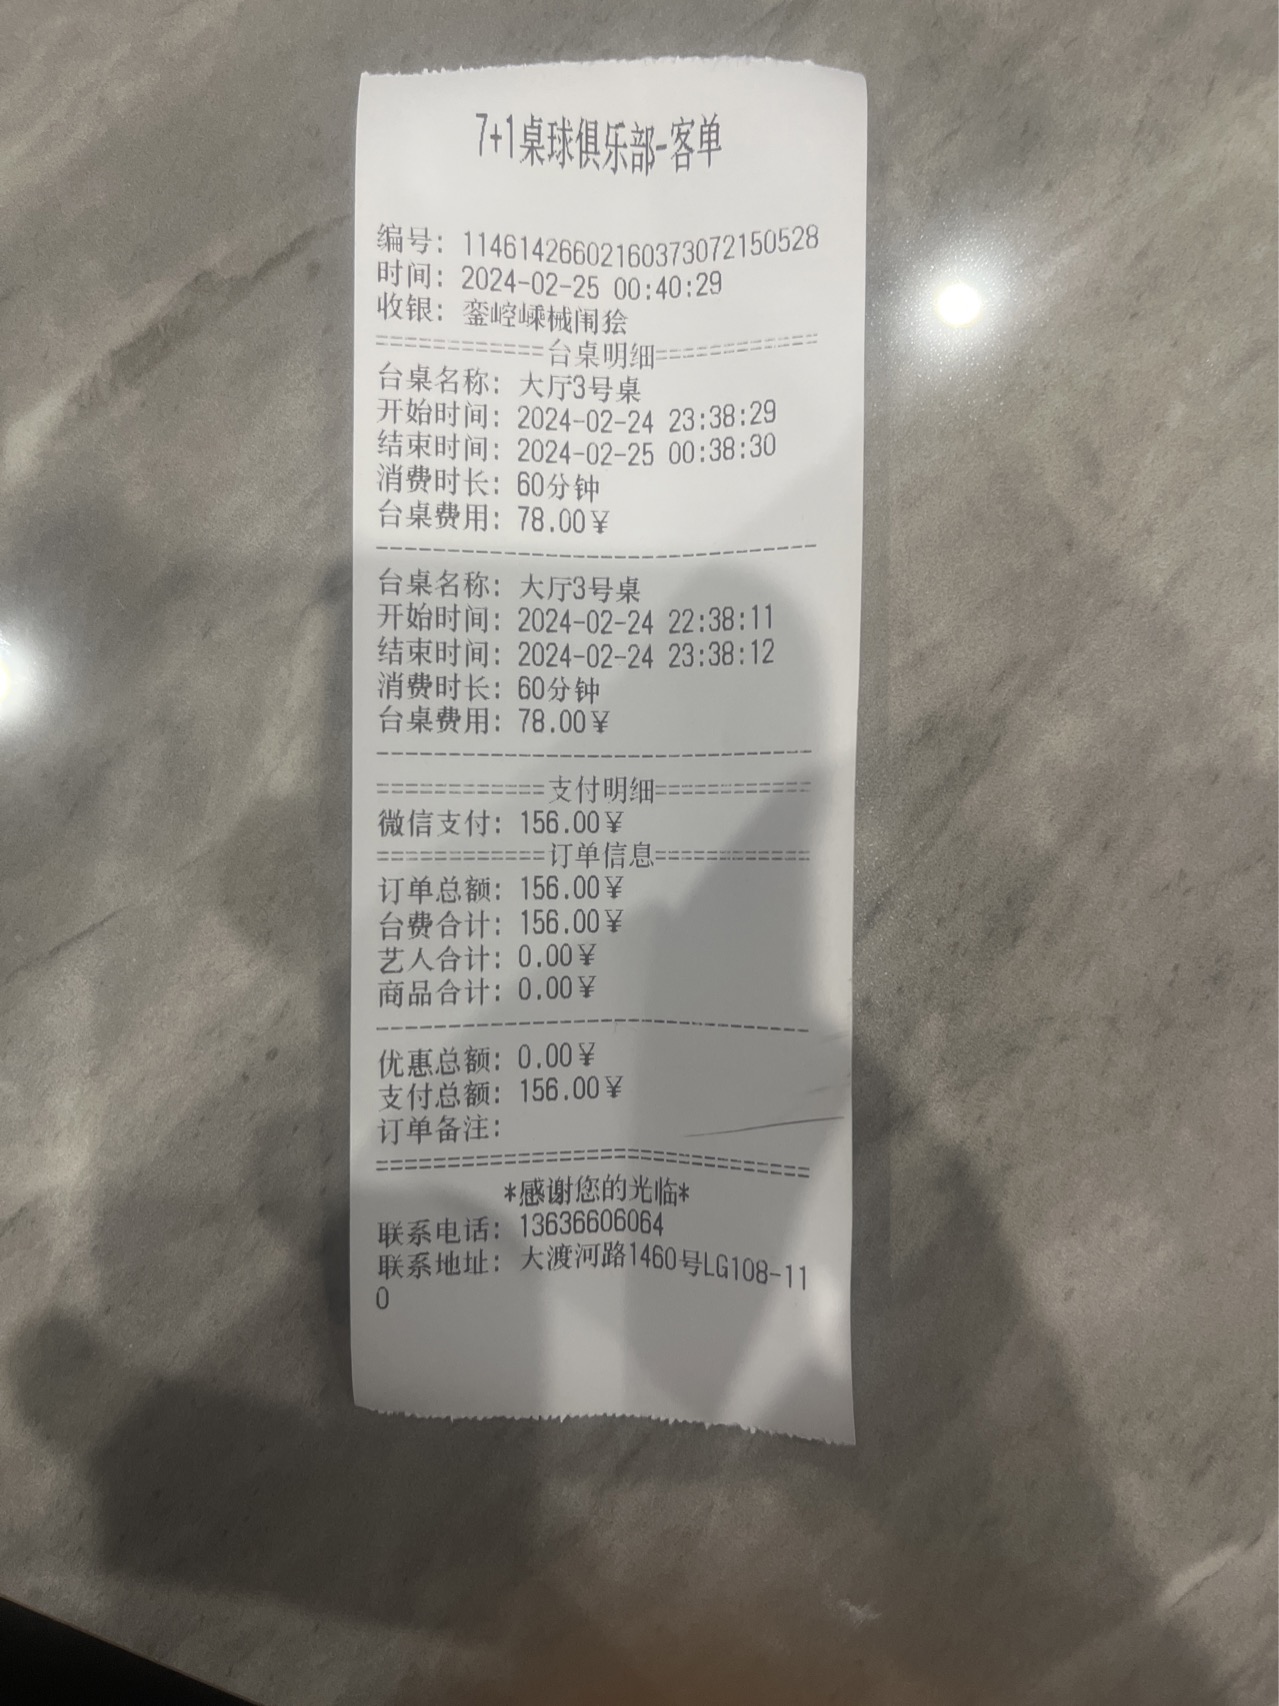 7+1桌球俱乐部-客单
编号: 1146142660216037307215​0528
时间: 2024-02-25 00:40:29
收银: 銮崆嵊械闱狯
============台桌明细============
台桌名称: 大厅3号桌
开始时间: 2024-02-24 23:38:29
结束时间: 2024-02-25 00:38:30
消费时长: 60分钟
台桌费用: 78.00¥
--------------------------------
台桌名称: 大厅3号桌
开始时间: 2024-02-24 22:38:11
结束时间: 2024-02-24 23:38:12
消费时长: 60分钟
台桌费用: 78.00¥
--------------------------------
============支付明细============
微信支付: 156.00¥
============订单信息============
订单总额: 156.00¥
台费合计: 156.00¥
艺人合计: 0.00¥
商品合计: 0.00¥
--------------------------------
优惠总额: 0.00¥
支付总额: 156.00¥
订单备注:
================================
*感谢您的光临*
联系电话: 13636606064
联系地址: 大渡河路1460号LG108-11
0